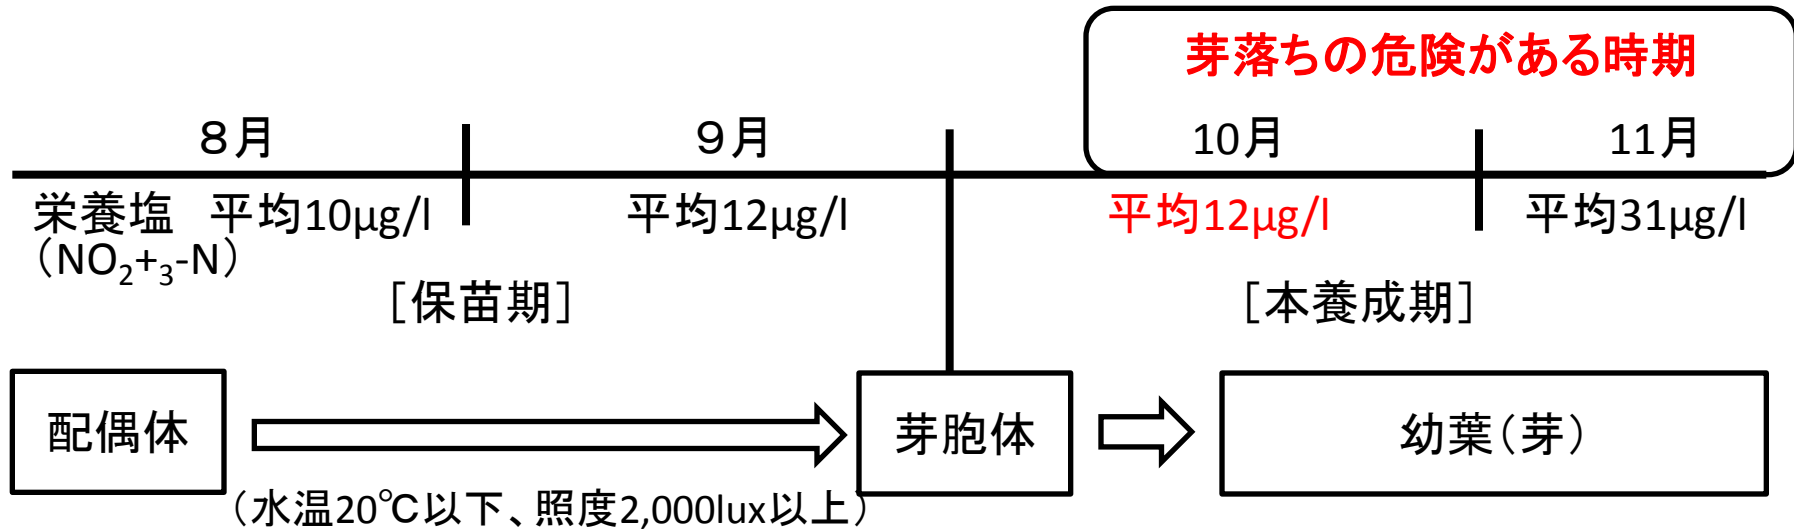 芽落ちの危険がある時期
８月 ９月 10月 11月
栄養塩 平均10μg/l 平均12μg/l 平均12μg/l 平均31μg/l
（NO₂+₃-N）
［保苗期］ ［本養成期］
配偶体 芽胞体 幼葉（芽）
（水温20℃以下、照度2,000lux以上）